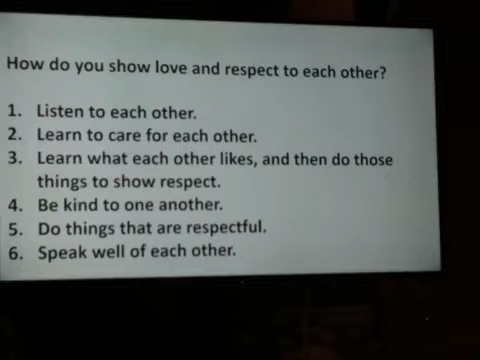 How do you show love and respect to each other?
1. Listen to each other.
2. Learn to care for each other.
3. Learn what each other likes, and then do those
things to show respect.
4. Be kind to one another.
5. Do things that are respectful.
6. Speak well of each other.